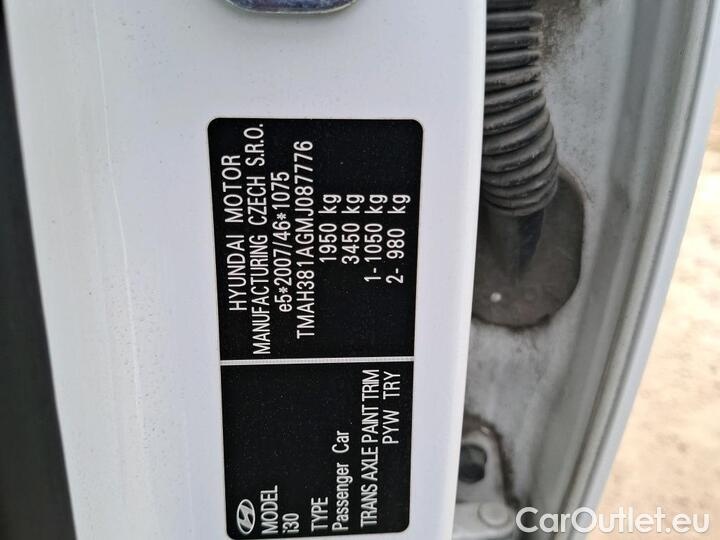 HYUNDAI MOTOR
MANUFACTURING CZECH S.R.O.
e5*2007/46*1075
TMAH381AGMJ087776
1950 kg
3450 kg
1- 1050 kg
2- 980 kg
MODEL
i30
TYPE
Passenger Car
TRANS AXLE PAINT TRIM
PYW TRY
CarOutlet.eu